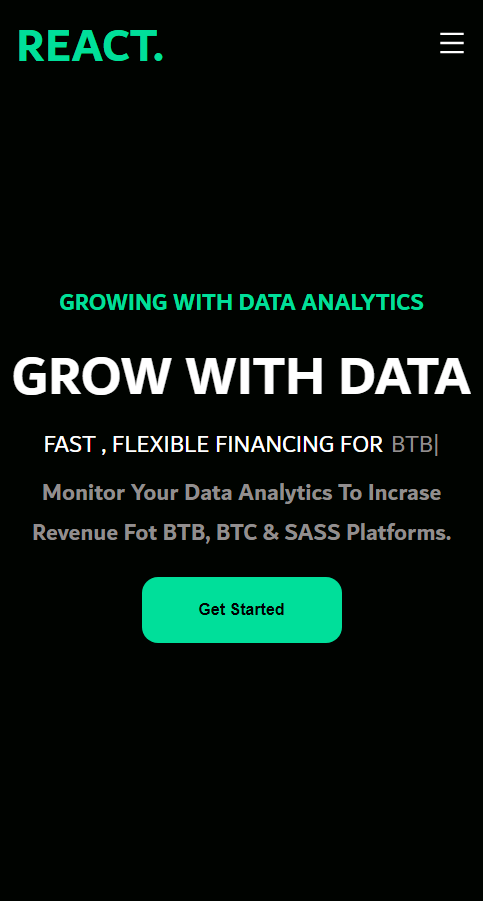 REACT.
GROWING WITH DATA ANALYTICS
GROW WITH DATA
FAST , FLEXIBLE FINANCING FOR BTB|
Monitor Your Data Analytics To Incrase
Revenue Fot BTB, BTC & SASS Platforms.
Get Started